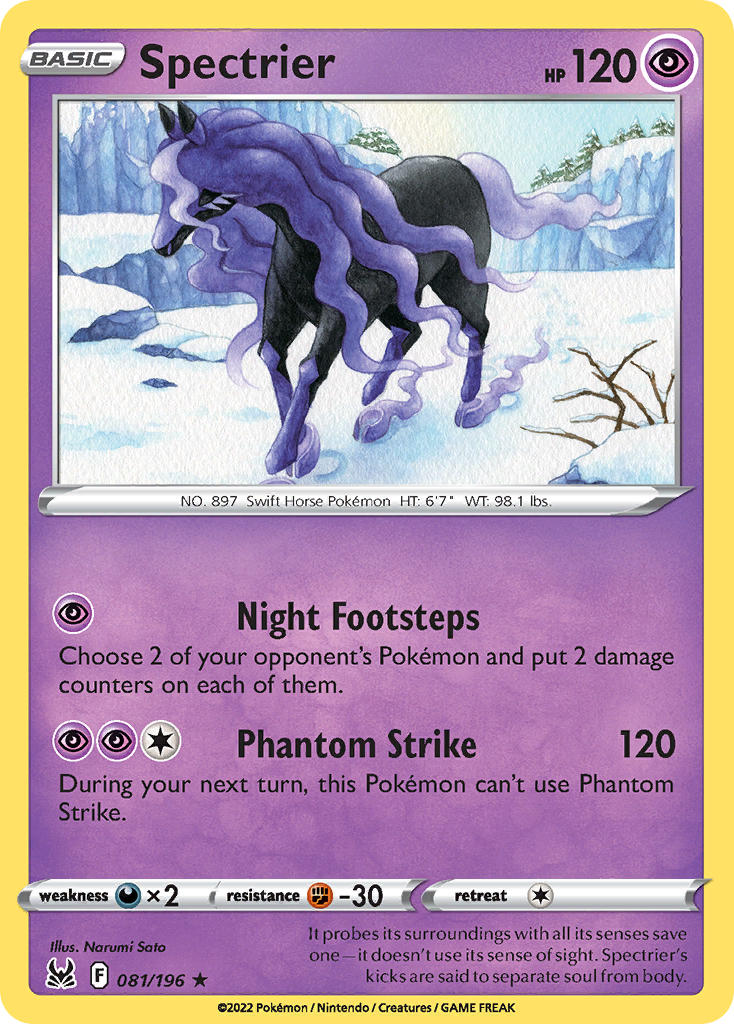 BASIC Spectrier HP 120
NO. 897 Swift Horse Pokémon HT: 6'7" WT: 98.1 lbs.
Night Footsteps
Choose 2 of your opponent's Pokémon and put 2 damage
counters on each of them.
Phantom Strike 120
During your next turn, this Pokémon can't use Phantom
Strike.
weakness ×2 resistance -30 retreat
Illus. Narumi Sato
It probes its surroundings with all its senses save
one—it doesn't use its sense of sight. Spectrier's
kicks are said to separate soul from body.
F 081/196 ★
©2022 Pokémon / Nintendo / Creatures / GAME FREAK